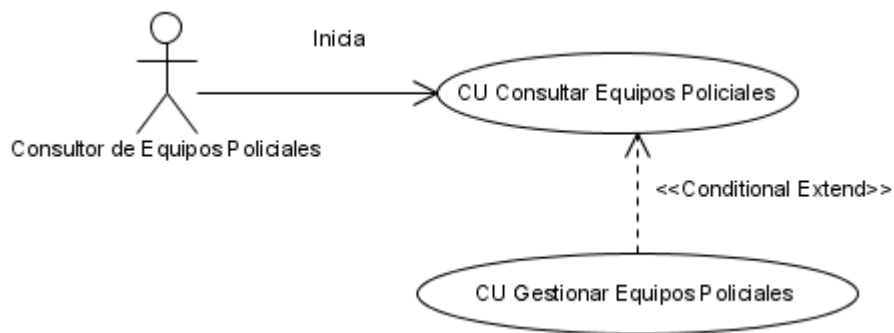 Inicia
CU Consultar Equipos Policiales
Consultor de Equipos Policiales
<<Conditional Extend>>
CU Gestionar Equipos Policiales